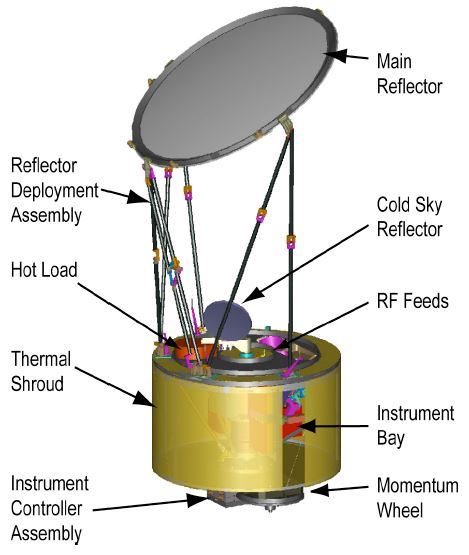 Main
Reflector
Reflector
Deployment
Assembly
Cold Sky
Reflector
Hot Load
RF Feeds
Thermal
Shroud
Instrument
Bay
Instrument
Controller
Assembly
Momentum
Wheel